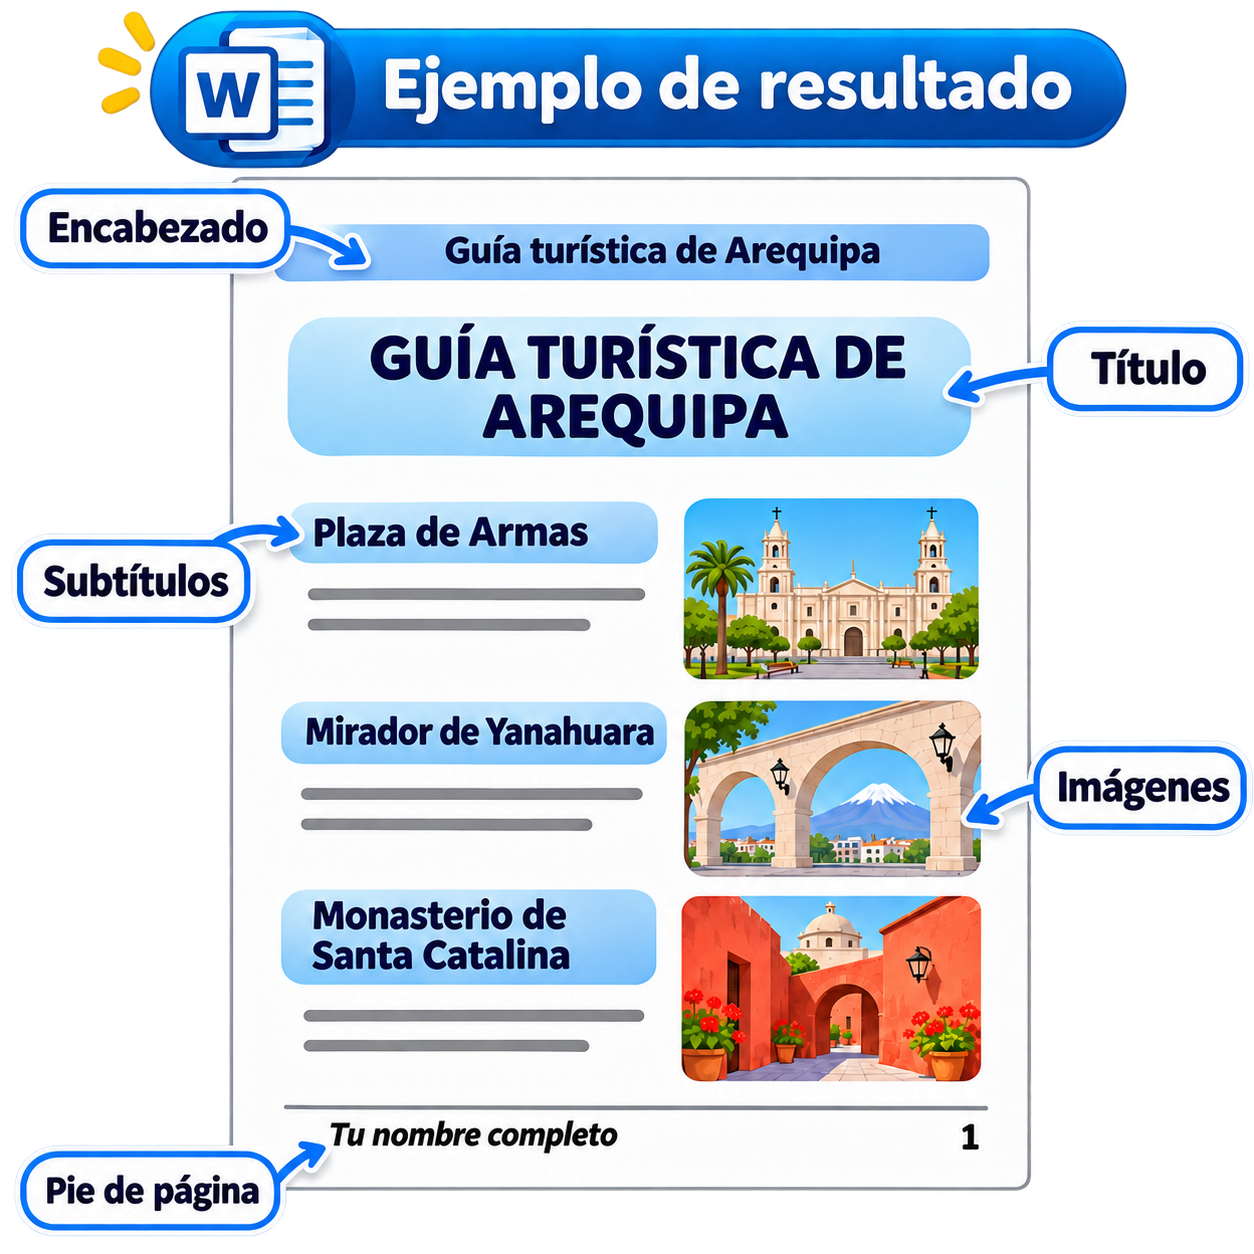 W
Ejemplo de resultado
Encabezado
Guía turística de Arequipa
GUÍA TURÍSTICA DE
AREQUIPA
Título
Plaza de Armas
Subtítulos
Mirador de Yanahuara
Imágenes
Monasterio de
Santa Catalina
Tu nombre completo
1
Pie de página